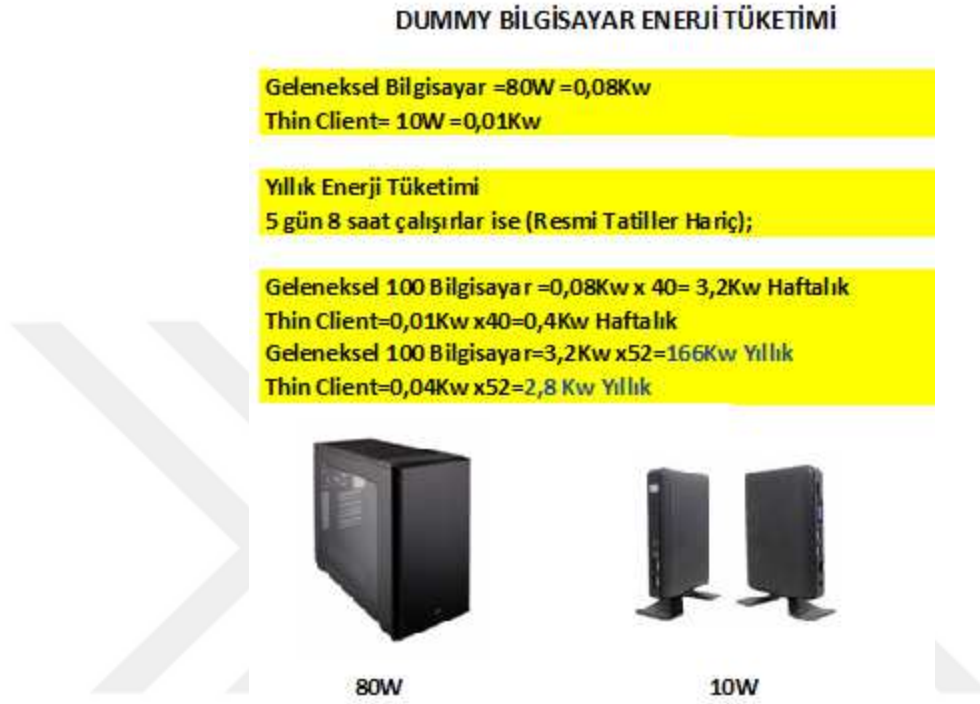 DUMMY BİLGİSAYAR ENERJİ TÜKETİMİ
Geleneksel Bilgisayar =80W =0,08Kw
Thin Client= 10W =0,01Kw
Yıllık Enerji Tüketimi
5 gün 8 saat çalışırlar ise (Resmi Tatiller Hariç);
Geleneksel 100 Bilgisayar =0,08Kw x 40= 3,2Kw Haftalık
Thin Client=0,01Kw x40=0,4Kw Haftalık
Geleneksel 100 Bilgisayar=3,2Kw x52=166Kw Yıllık
Thin Client=0,04Kw x52=2,8 Kw Yıllık
80W
10W